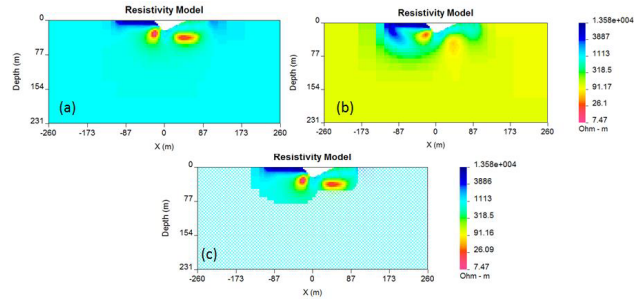 Resistivity Model
0
77
154
231
Depth (m)
(a)
-260 -173 -87 0 87 173 260
X (m)
Resistivity Model
0
77
154
231
Depth (m)
(b)
-260 -173 -87 0 87 173 260
X (m)
1.358e+004
3887
1113
318.5
91.17
26.1
7.47
Ohm - m
Resistivity Model
0
77
154
231
Depth (m)
(c)
-260 -173 -87 0 87 173 260
X (m)
1.358e+004
3886
1113
318.5
91.16
26.09
7.47
Ohm - m